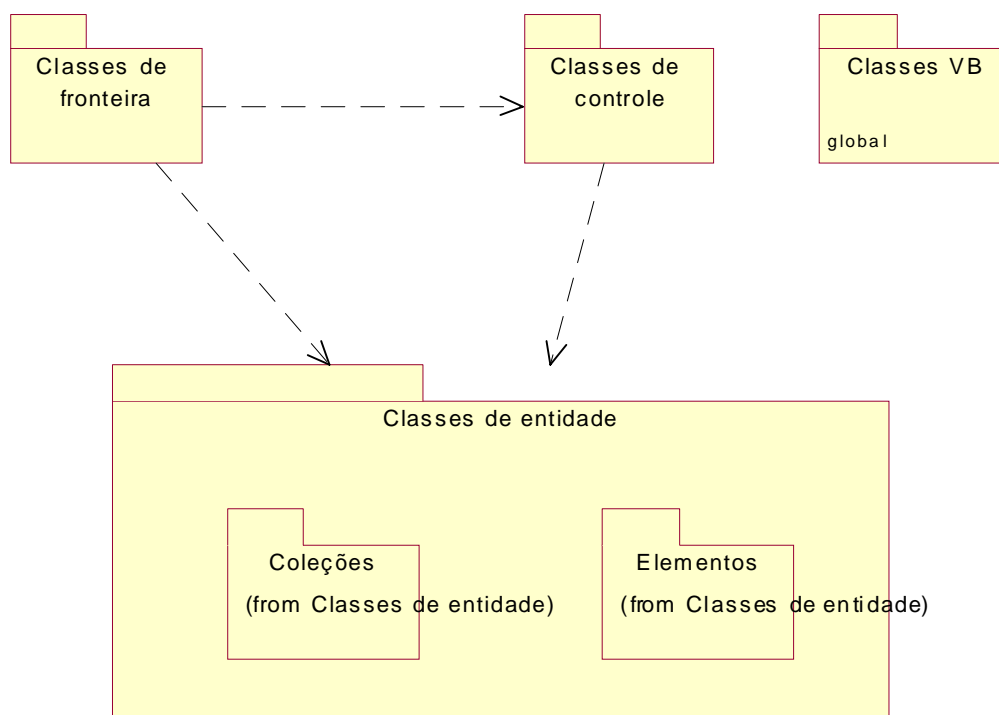 Classes de
fronteira
Classes de
controle
Classes VB
global
Classes de entidade
Coleções
(from Classes de entidade)
Elementos
(from Classes de entidade)